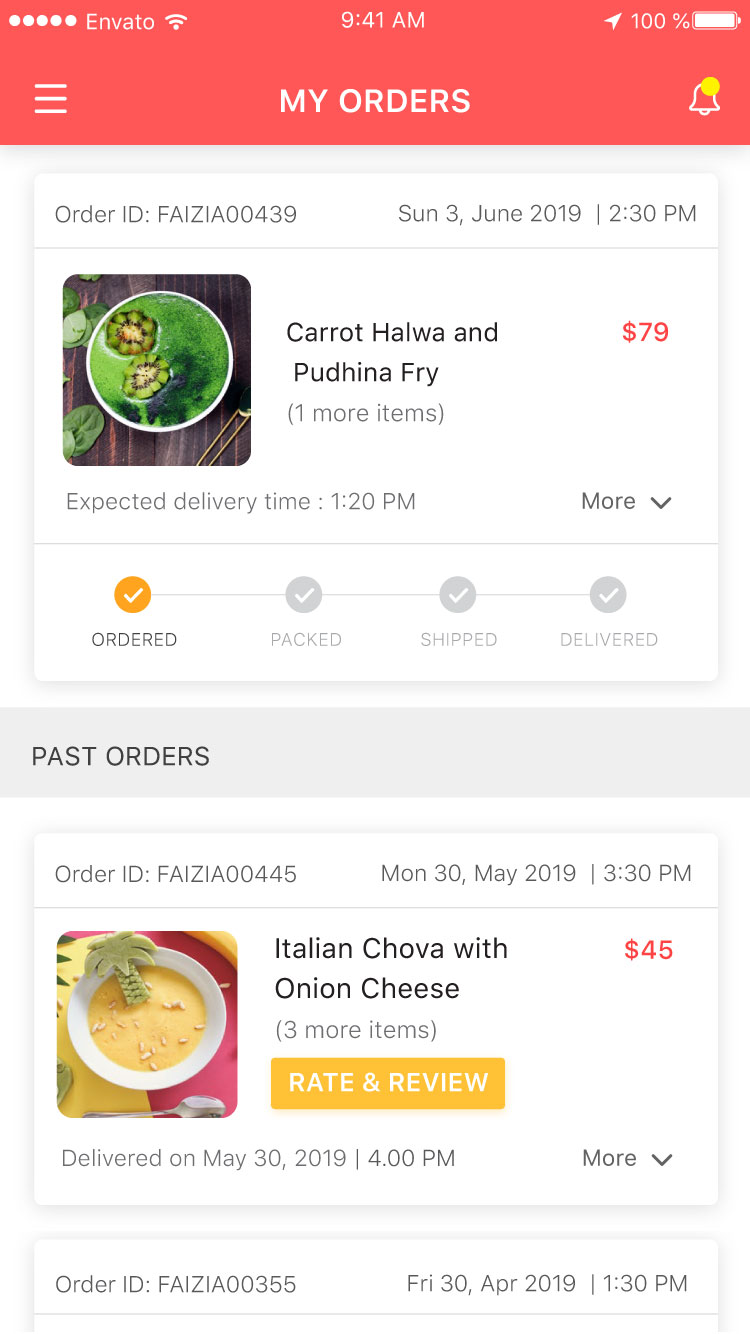 Envato 9:41 AM 100 %
MY ORDERS
Order ID: FAIZIA00439 Sun 3, June 2019 | 2:30 PM
Carrot Halwa and $79
Pudhina Fry
(1 more items)
Expected delivery time : 1:20 PM More
ORDERED PACKED SHIPPED DELIVERED
PAST ORDERS
Order ID: FAIZIA00445 Mon 30, May 2019 | 3:30 PM
Italian Chova with $45
Onion Cheese
(3 more items)
RATE & REVIEW
Delivered on May 30, 2019 | 4.00 PM More
Order ID: FAIZIA00355 Fri 30, Apr 2019 | 1:30 PM